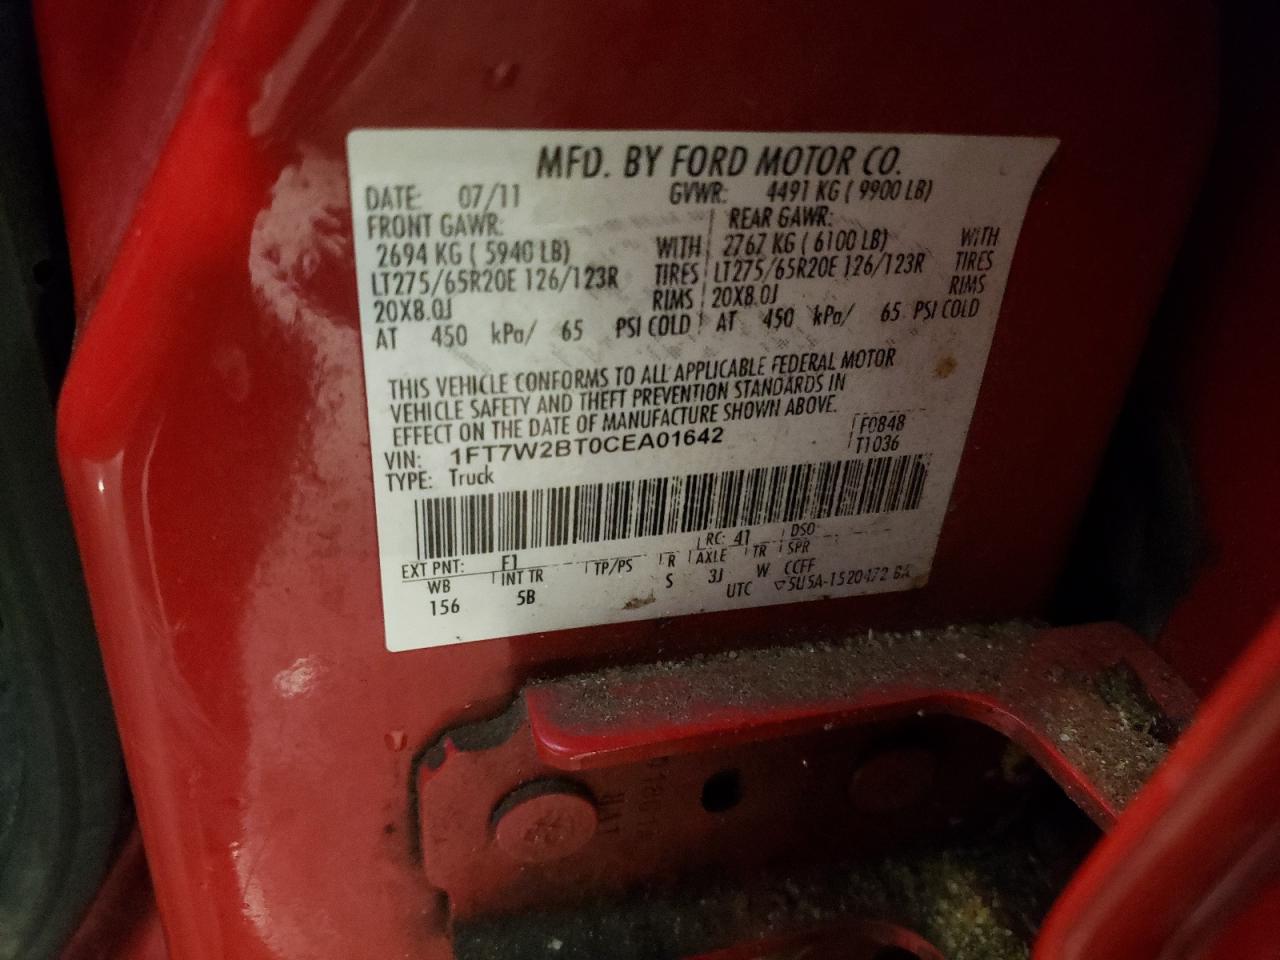 MFD. BY FORD MOTOR CO.
DATE: 07/11 GVWR: 4491 KG ( 9900 LB)
FRONT GAWR: REAR GAWR:
2694 KG ( 5940 LB) WITH 2767 KG ( 6100 LB) WITH
LT275/65R20E 126/123R TIRES LT275/65R20E 126/123R TIRES
20X8.0J RIMS 20X8.0J RIMS
AT 450 kPa/ 65 PSI COLD AT 450 kPa/ 65 PSI COLD
THIS VEHICLE CONFORMS TO ALL APPLICABLE FEDERAL MOTOR
VEHICLE SAFETY AND THEFT PREVENTION STANDARDS IN
EFFECT ON THE DATE OF MANUFACTURE SHOWN ABOVE.
VIN: 1FT7W2BT0CEA01642 F0848
TYPE: Truck T1036
EXT PNT: F1 RC: 41 DSO:
WB INT TR TP/PS R AXLE TR SPR
156 5B S 3J W CCFF
UTC ▽5U5A-1520472 BA